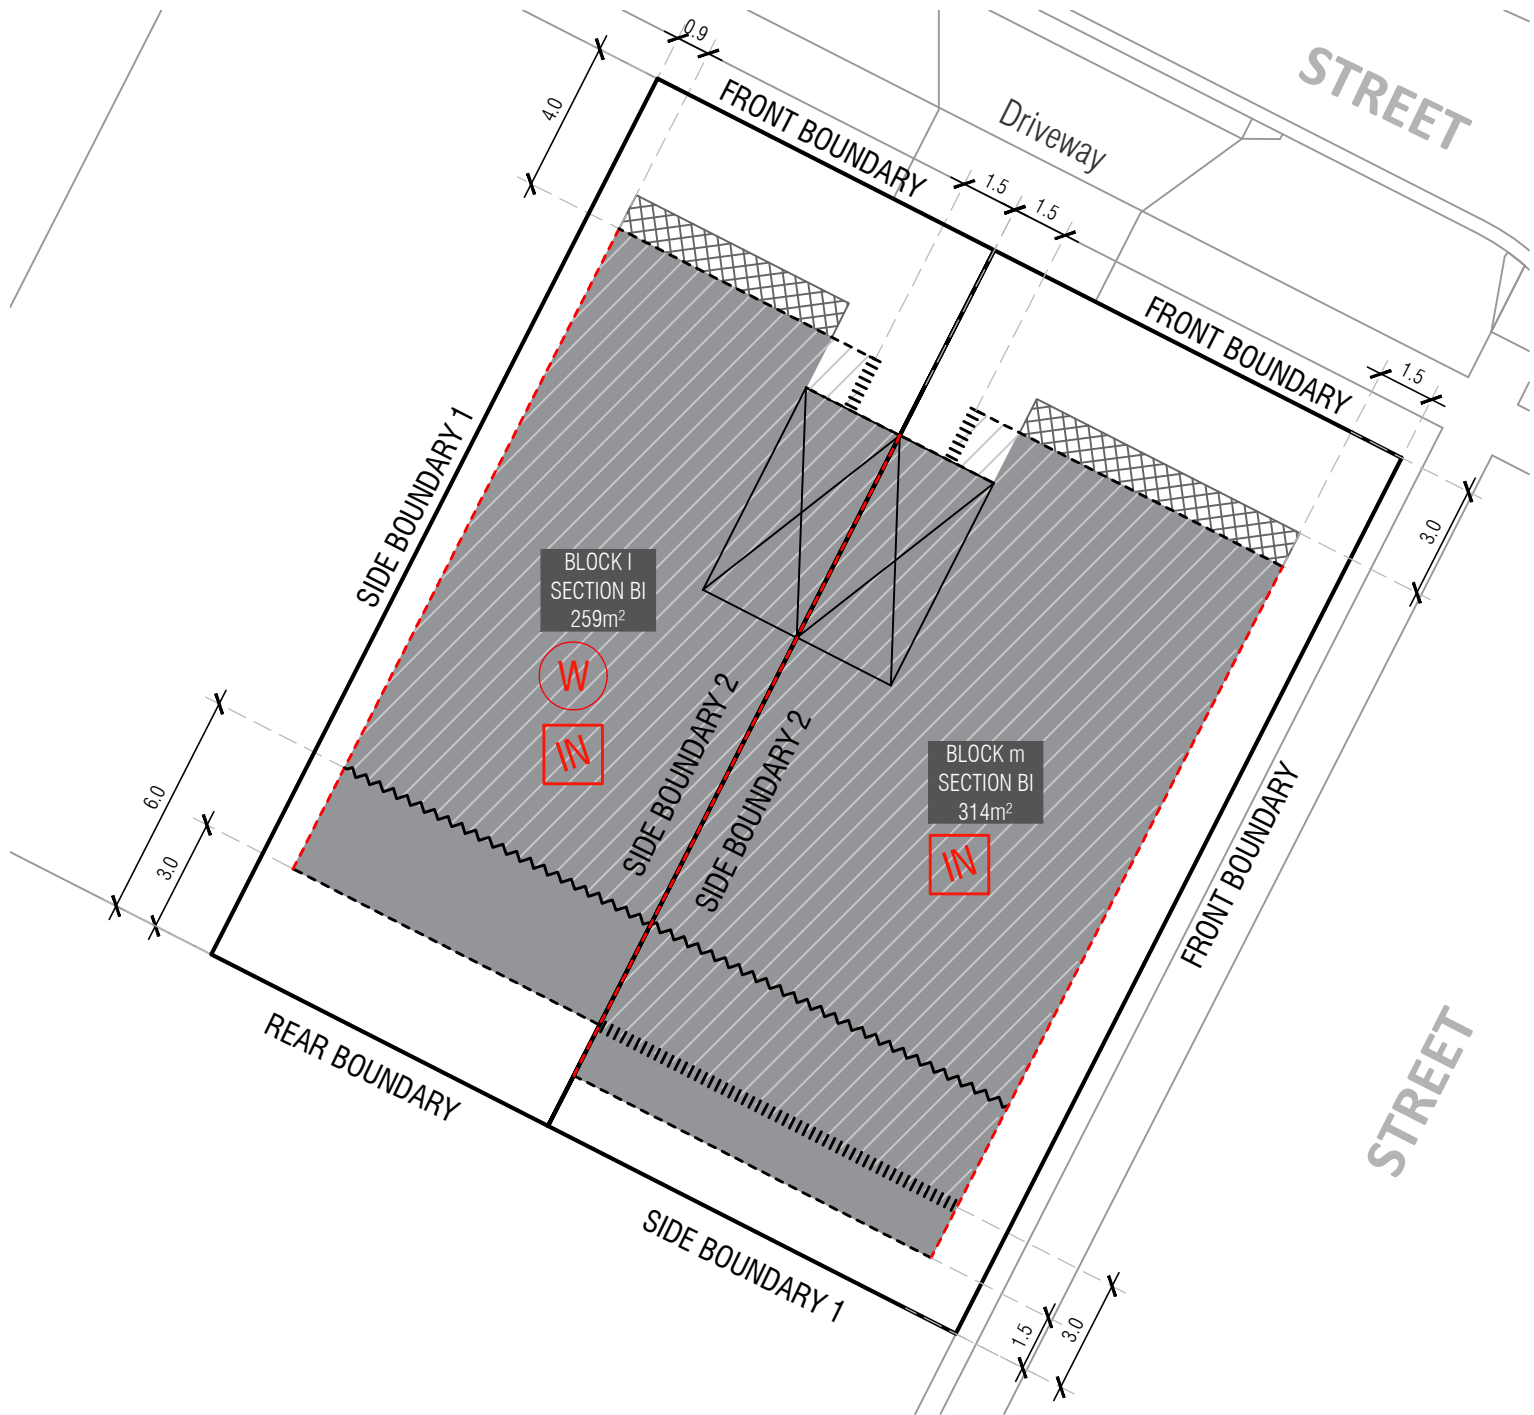 0.9
STREET
4.0
FRONT BOUNDARY
Driveway
1.5
1.5
FRONT BOUNDARY
1.5
3.0
SIDE BOUNDARY 1
BLOCK l
SECTION BI
259m²
W
IN
SIDE BOUNDARY 2
SIDE BOUNDARY 2
BLOCK m
SECTION BI
314m²
IN
FRONT BOUNDARY
6.0
3.0
REAR BOUNDARY
SIDE BOUNDARY 1
STREET
1.5
3.0